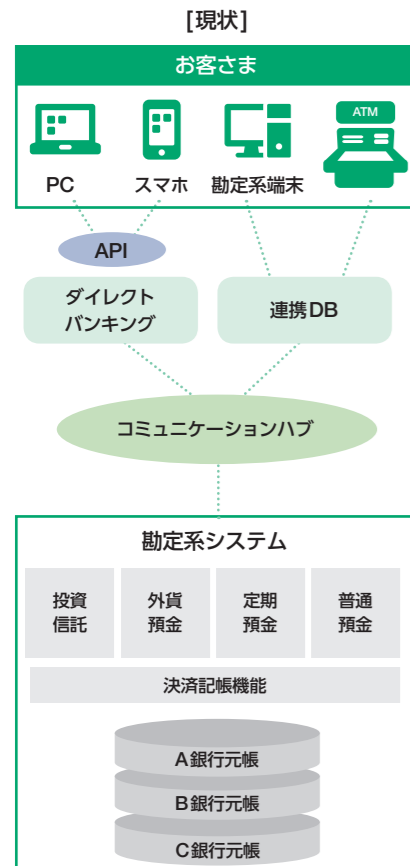 [現状]
お客さま
ATM
PC
スマホ
勘定系端末
API
ダイレクト
バンキング
連携DB
コミュニケーションハブ
勘定系システム
投資
信託
外貨
預金
定期
預金
普通
預金
決済記帳機能
A銀行元帳
B銀行元帳
C銀行元帳